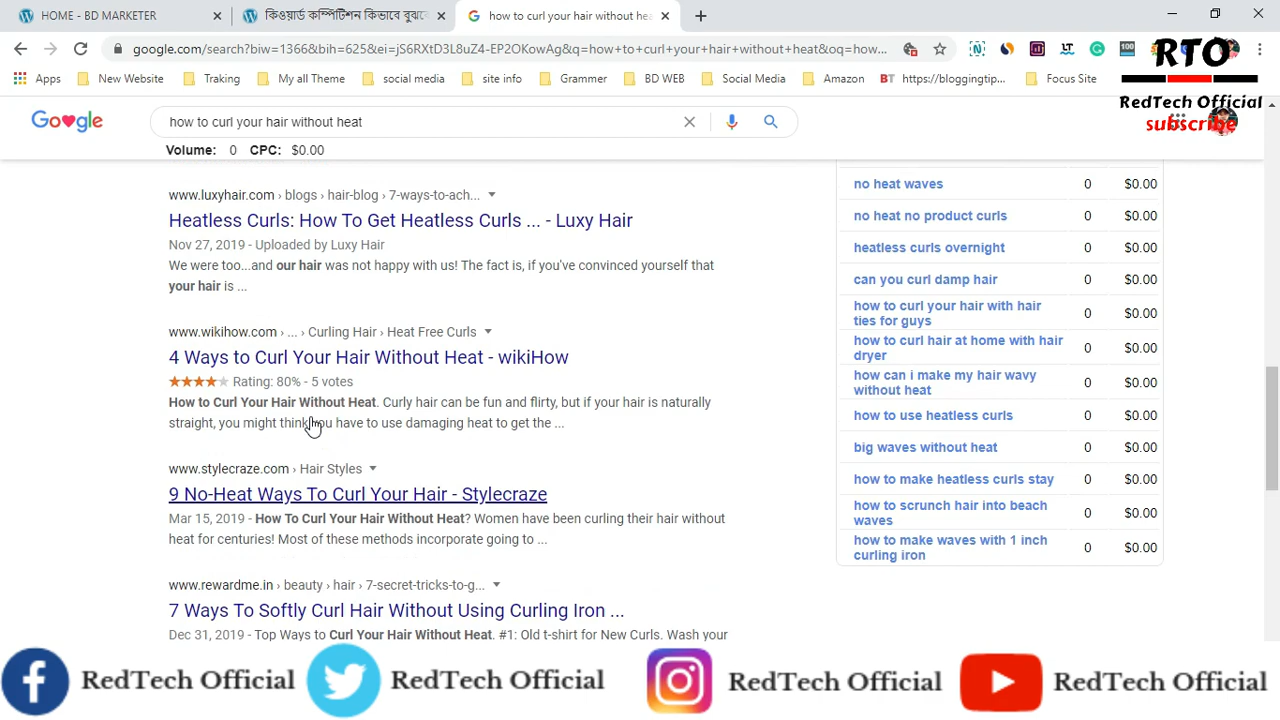 HOME - BD MARKETER
কিওয়ার্ড কম্পিটিশন কিভাবে বুঝবে
how to curl your hair without hea
google.com/search?biw=1366&bih=625&ei=jS6RXtD3L8uZ4-EP2OKowAg&q=how+to+curl+your+hair+without+heat&oq=how...
Apps
New Website
Traking
My all Theme
social media
site info
Grammer
BD WEB
Social Media
Amazon
BT https://bloggingtip...
Focus Site
RTO
RedTech Official
subscribe
Google
how to curl your hair without heat
Volume: 0 CPC: $0.00
www.luxyhair.com › blogs › hair-blog › 7-ways-to-ach...
Heatless Curls: How To Get Heatless Curls ... - Luxy Hair
Nov 27, 2019 - Uploaded by Luxy Hair
We were too...and our hair was not happy with us! The fact is, if you've convinced yourself that
your hair is ...
www.wikihow.com › ... › Curling Hair › Heat Free Curls
4 Ways to Curl Your Hair Without Heat - wikiHow
Rating: 80% - 5 votes
How to Curl Your Hair Without Heat. Curly hair can be fun and flirty, but if your hair is naturally
straight, you might think you have to use damaging heat to get the ...
www.stylecraze.com › Hair Styles
9 No-Heat Ways To Curl Your Hair - Stylecraze
Mar 15, 2019 - How To Curl Your Hair Without Heat? Women have been curling their hair without
heat for centuries! Most of these methods incorporate going to ...
www.rewardme.in › beauty › hair › 7-secret-tricks-to-g...
7 Ways To Softly Curl Hair Without Using Curling Iron ...
Dec 31, 2019 - Top Ways to Curl Your Hair Without Heat. #1: Old t-shirt for New Curls. Wash your
no heat waves 0 $0.00
no heat no product curls 0 $0.00
heatless curls overnight 0 $0.00
can you curl damp hair 0 $0.00
how to curl your hair with hair
ties for guys 0 $0.00
how to curl hair at home with hair
dryer 0 $0.00
how can i make my hair wavy
without heat 0 $0.00
how to use heatless curls 0 $0.00
big waves without heat 0 $0.00
how to make heatless curls stay 0 $0.00
how to scrunch hair into beach
waves 0 $0.00
how to make waves with 1 inch
curling iron 0 $0.00
RedTech Official
RedTech Official
RedTech Official
RedTech Official